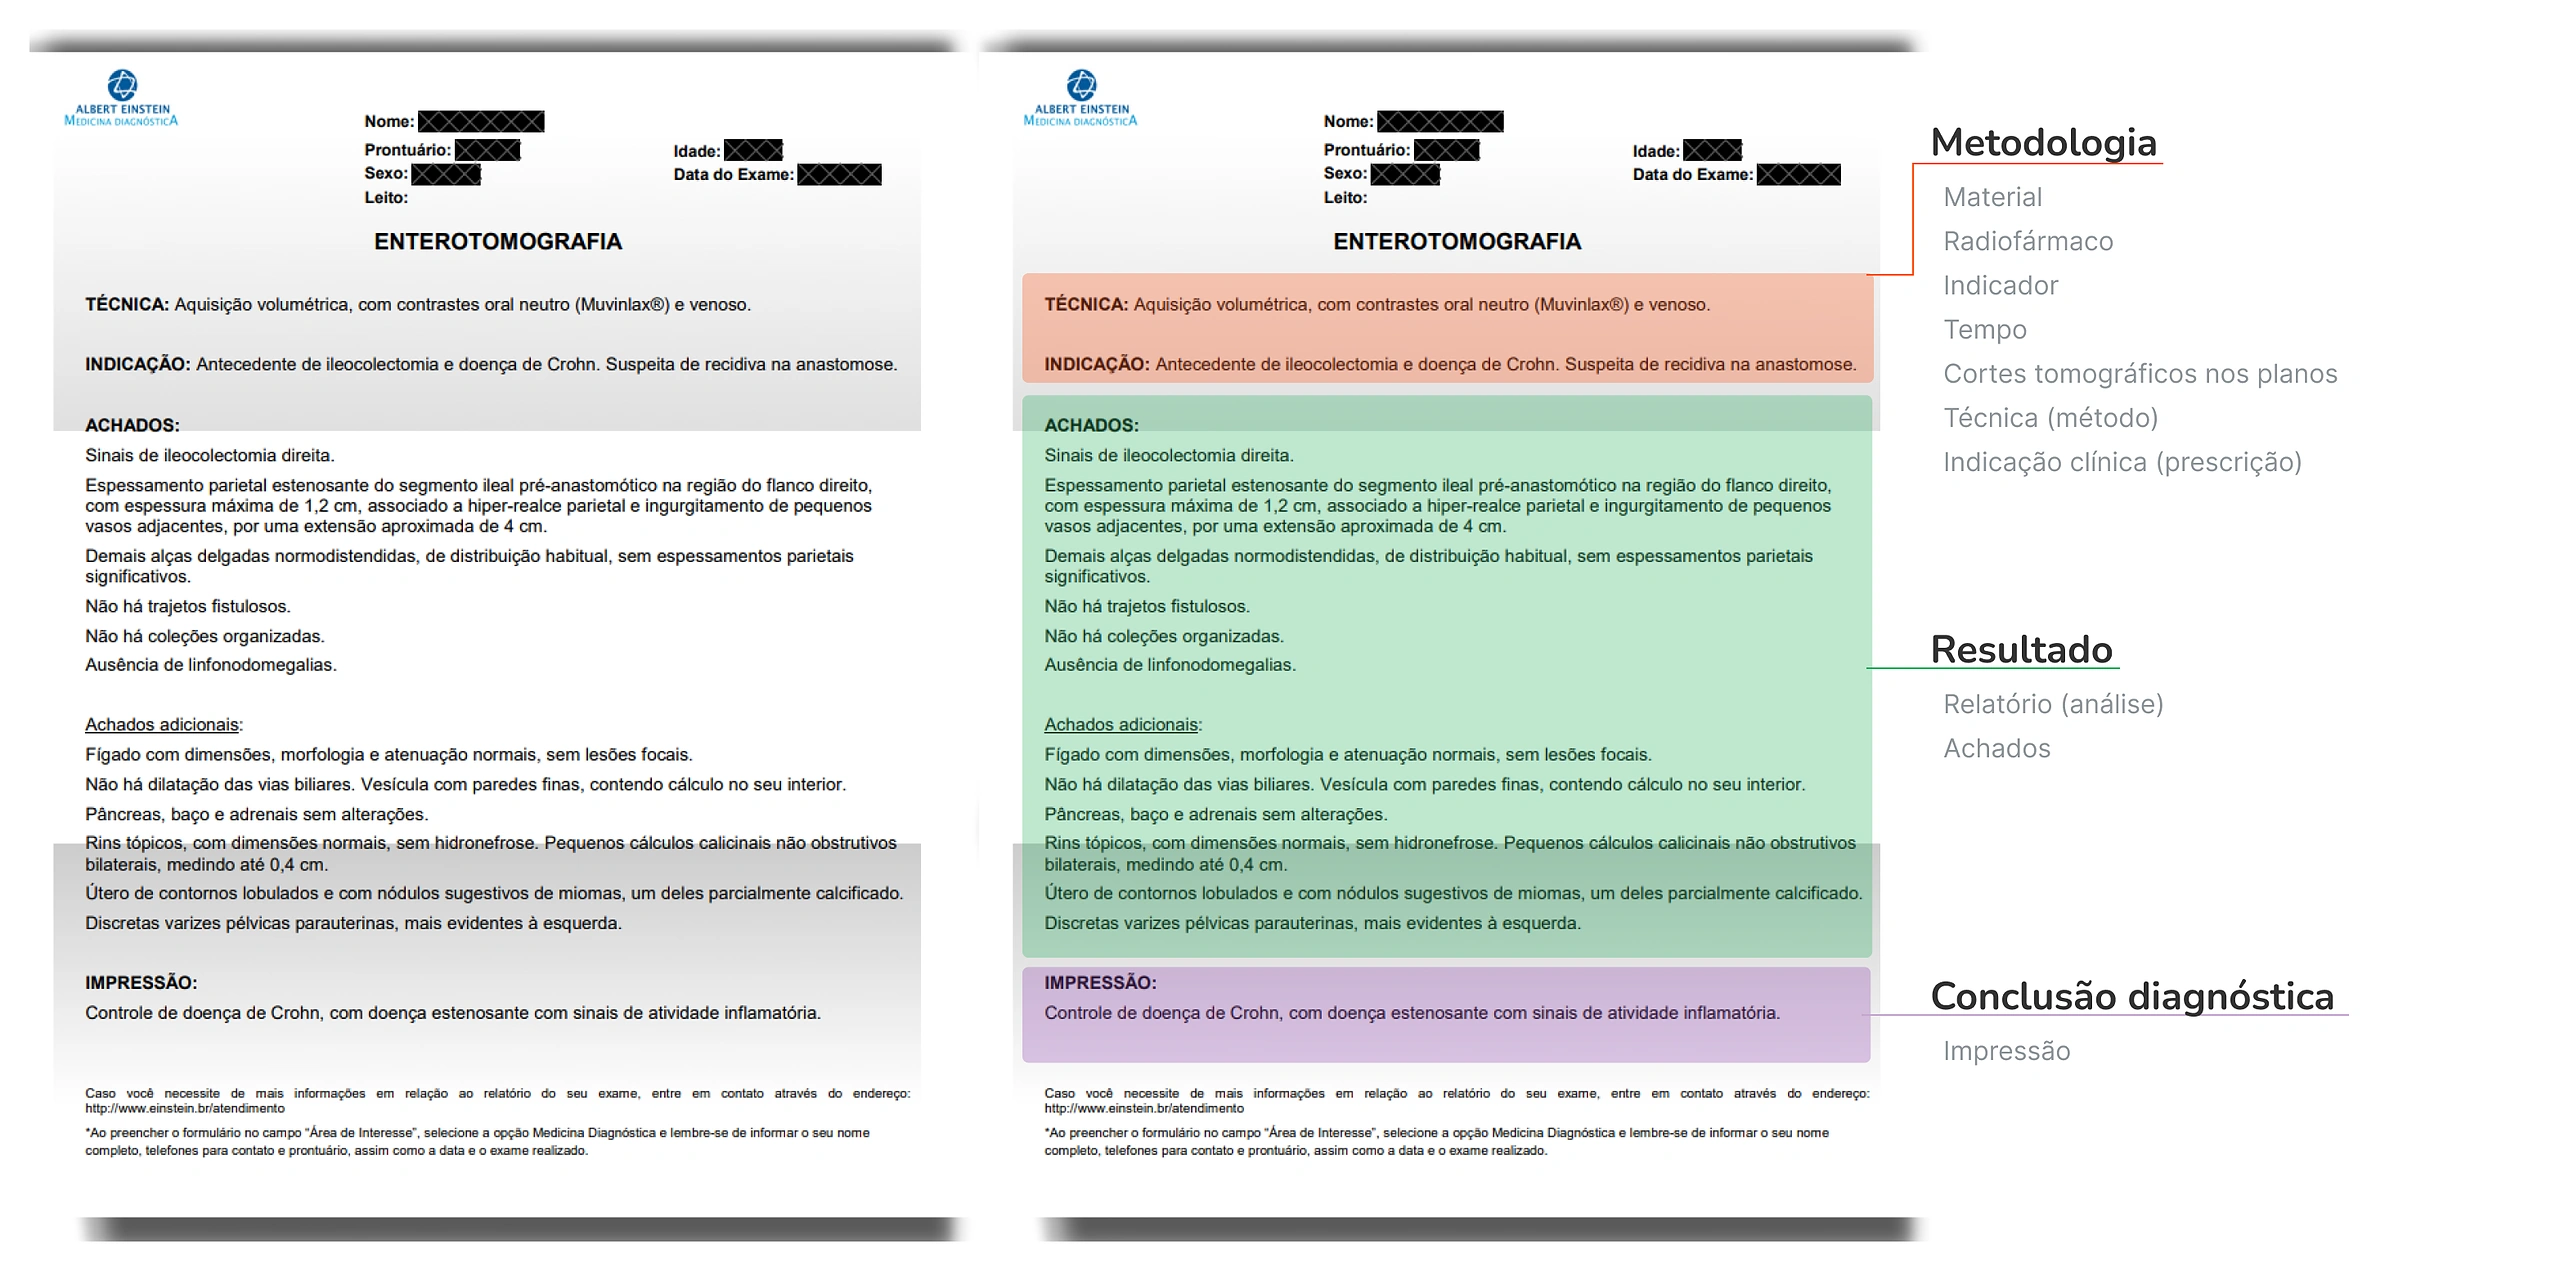 ALBERT EINSTEIN
MEDICINA DIAGNÓSTICA
Nome:
Prontuário:
Idade:
Sexo:
Data do Exame:
Leito:
ENTEROTOMOGRAFIA
TÉCNICA: Aquisição volumétrica, com contrastes oral neutro (Muvinlax®) e venoso.
INDICAÇÃO: Antecedente de ileocolectomia e doença de Crohn. Suspeita de recidiva na anastomose.
ACHADOS:
Sinais de ileocolectomia direita.
Espessamento parietal estenosante do segmento ileal pré-anastomótico na região do flanco direito,
com espessura máxima de 1,2 cm, associado a hiper-realce parietal e ingurgitamento de pequenos
vasos adjacentes, por uma extensão aproximada de 4 cm.
Demais alças delgadas normodistendidas, de distribuição habitual, sem espessamentos parietais
significativos.
Não há trajetos fistulosos.
Não há coleções organizadas.
Ausência de linfonodomegalias.
Achados adicionais:
Fígado com dimensões, morfologia e atenuação normais, sem lesões focais.
Não há dilatação das vias biliares. Vesícula com paredes finas, contendo cálculo no seu interior.
Pâncreas, baço e adrenais sem alterações.
Rins tópicos, com dimensões normais, sem hidronefrose. Pequenos cálculos calicinais não obstrutivos
bilaterais, medindo até 0,4 cm.
Útero de contornos lobulados e com nódulos sugestivos de miomas, um deles parcialmente calcificado.
Discretas varizes pélvicas parauterinas, mais evidentes à esquerda.
IMPRESSÃO:
Controle de doença de Crohn, com doença estenosante com sinais de atividade inflamatória.
Caso você necessite de mais informações em relação ao relatório do seu exame, entre em contato através do endereço:
http://www.einstein.br/atendimento
*Ao preencher o formulário no campo “Área de Interesse”, selecione a opção Medicina Diagnóstica e lembre-se de informar o seu nome
completo, telefones para contato e prontuário, assim como a data e o exame realizado.
ALBERT EINSTEIN
MEDICINA DIAGNÓSTICA
Nome:
Prontuário:
Idade:
Sexo:
Data do Exame:
Leito:
ENTEROTOMOGRAFIA
TÉCNICA: Aquisição volumétrica, com contrastes oral neutro (Muvinlax®) e venoso.
INDICAÇÃO: Antecedente de ileocolectomia e doença de Crohn. Suspeita de recidiva na anastomose.
ACHADOS:
Sinais de ileocolectomia direita.
Espessamento parietal estenosante do segmento ileal pré-anastomótico na região do flanco direito,
com espessura máxima de 1,2 cm, associado a hiper-realce parietal e ingurgitamento de pequenos
vasos adjacentes, por uma extensão aproximada de 4 cm.
Demais alças delgadas normodistendidas, de distribuição habitual, sem espessamentos parietais
significativos.
Não há trajetos fistulosos.
Não há coleções organizadas.
Ausência de linfonodomegalias.
Achados adicionais:
Fígado com dimensões, morfologia e atenuação normais, sem lesões focais.
Não há dilatação das vias biliares. Vesícula com paredes finas, contendo cálculo no seu interior.
Pâncreas, baço e adrenais sem alterações.
Rins tópicos, com dimensões normais, sem hidronefrose. Pequenos cálculos calicinais não obstrutivos
bilaterais, medindo até 0,4 cm.
Útero de contornos lobulados e com nódulos sugestivos de miomas, um deles parcialmente calcificado.
Discretas varizes pélvicas parauterinas, mais evidentes à esquerda.
IMPRESSÃO:
Controle de doença de Crohn, com doença estenosante com sinais de atividade inflamatória.
Caso você necessite de mais informações em relação ao relatório do seu exame, entre em contato através do endereço:
http://www.einstein.br/atendimento
*Ao preencher o formulário no campo “Área de Interesse”, selecione a opção Medicina Diagnóstica e lembre-se de informar o seu nome
completo, telefones para contato e prontuário, assim como a data e o exame realizado.
Metodologia
Material
Radiofármaco
Indicador
Tempo
Cortes tomográficos nos planos
Técnica (método)
Indicação clínica (prescrição)
Resultado
Relatório (análise)
Achados
Conclusão diagnóstica
Impressão